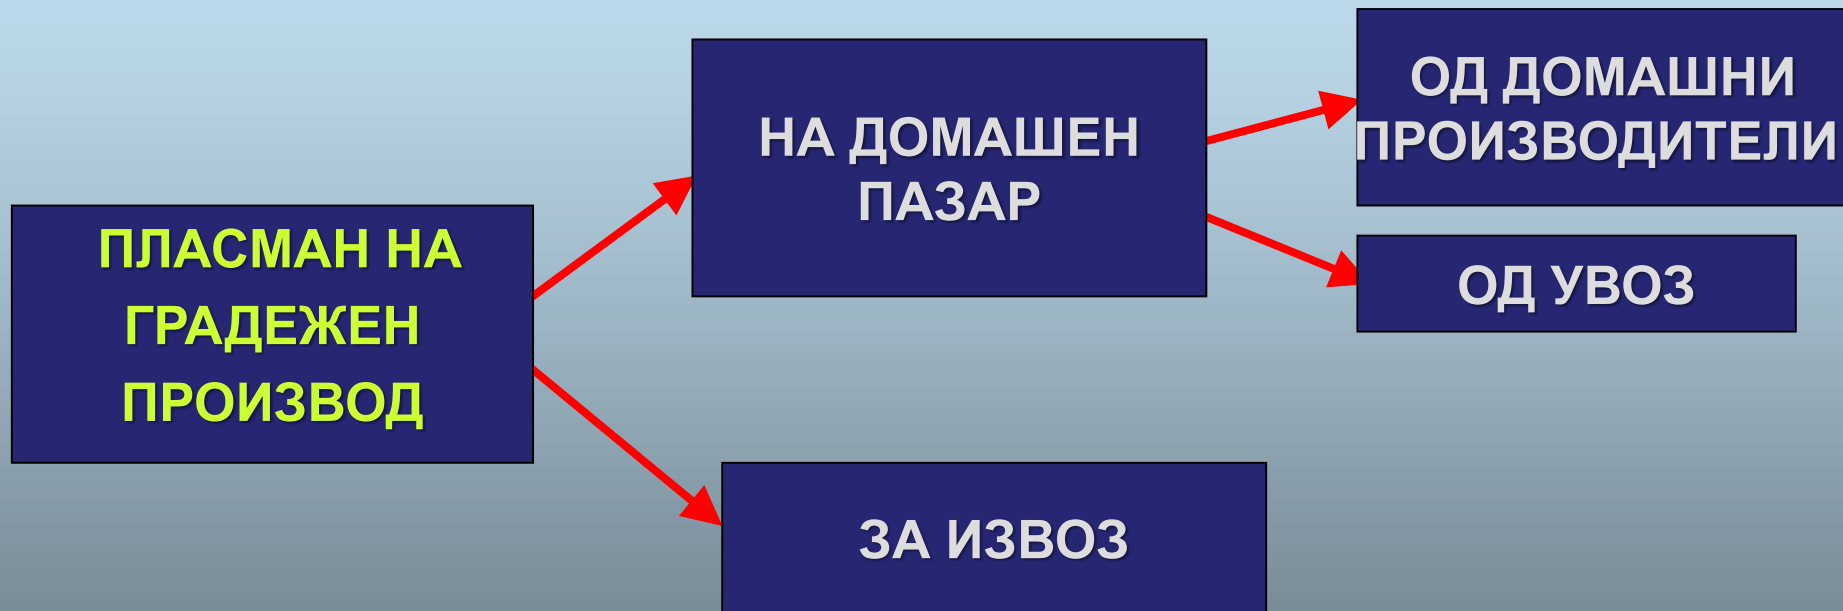 ПЛАСМАН НА
ГРАДЕЖЕН
ПРОИЗВОД
НА ДОМАШЕН
ПАЗАР
ОД ДОМАШНИ
ПРОИЗВОДИТЕЛИ
ОД УВОЗ
ЗА ИЗВОЗ